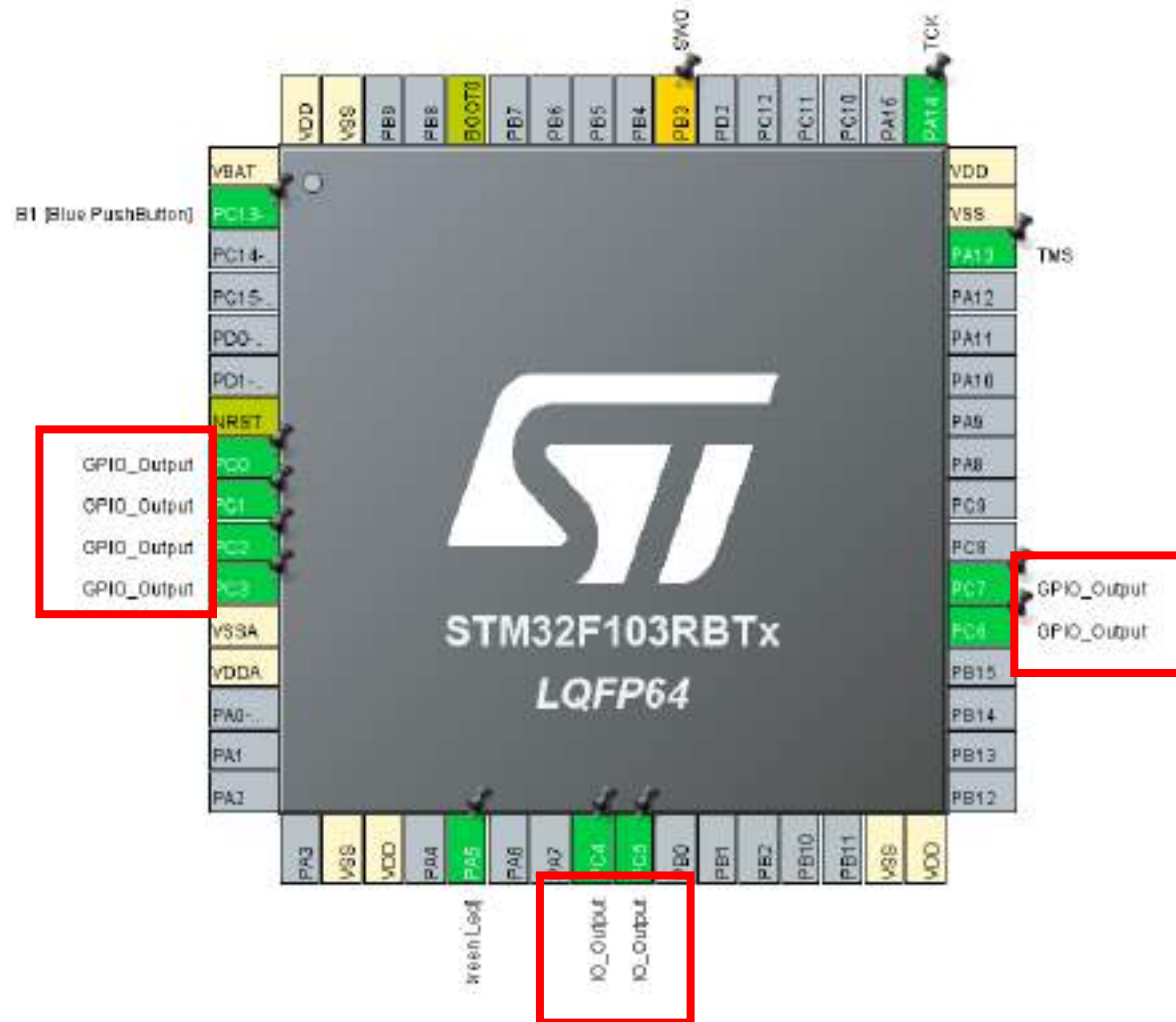 SWO
TCK
VDD
VSS
PB9
PB8
BOOT0
PB7
PB6
PB5
PB4
PB3
PD2
PC12
PC11
PC10
PA15
PA14
VBAT
B1 [Blue PushButton]
PC13-
PC14-..
PC15-..
PD0-..
PD1-..
NRST
GPIO_Output PC0
GPIO_Output PC1
GPIO_Output PC2
GPIO_Output PC3
VSSA
VDDA
PA0-..
PA1
PA2
VDD
VSS
PA13 TMS
PA12
PA11
PA10
PA9
PA8
PC9
PC8
PC7 GPIO_Output
PC6 GPIO_Output
PB15
PB14
PB13
PB12
ST
STM32F103RBTx
LQFP64
PA3
VSS
VDD
PA4
PA5
PA6
PA7
PC4
PC5
PB0
PB1
PB2
PB10
PB11
VSS
VDD
reen Led]
IO_Output
IO_Output